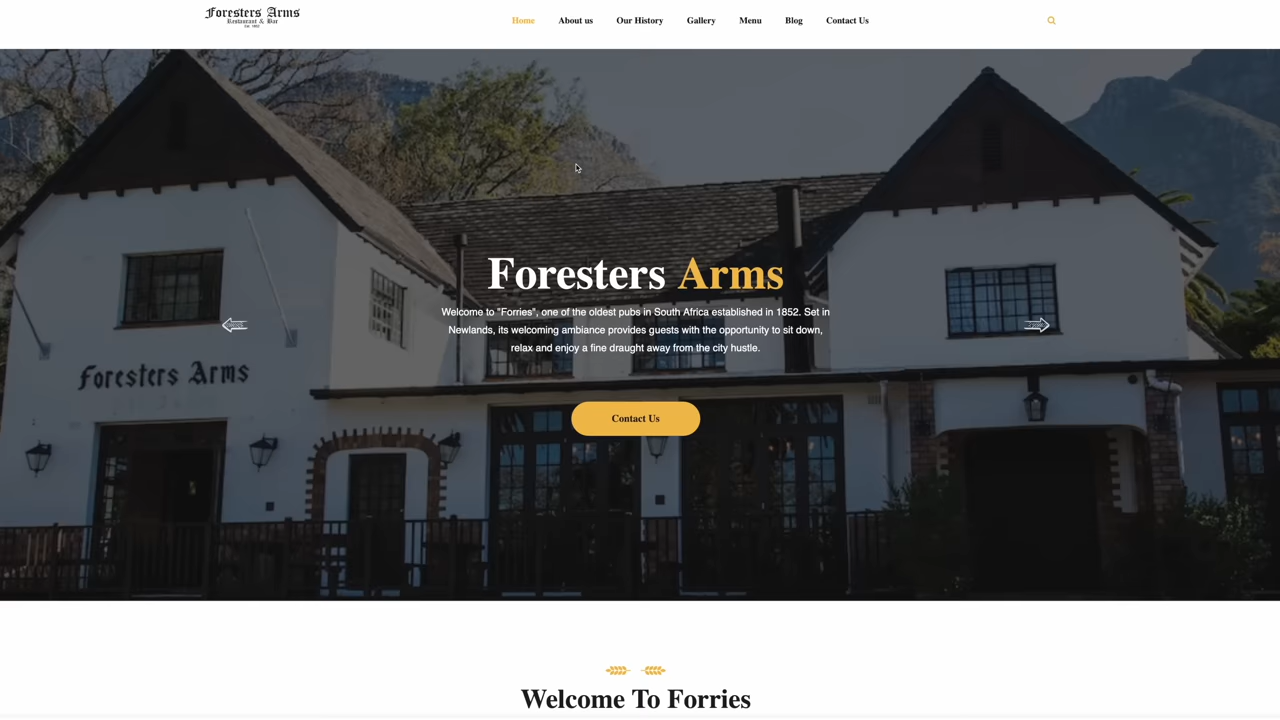 Foresters Arms
Restaurant & Bar
Est. 1852
Home About us Our History Gallery Menu Blog Contact Us
Foresters Arms
Welcome to "Forries", one of the oldest pubs in South Africa established in 1852. Set in
Newlands, its welcoming ambiance provides guests with the opportunity to sit down,
relax and enjoy a fine draught away from the city hustle.
Foresters Arms
Contact Us
Welcome To Forries